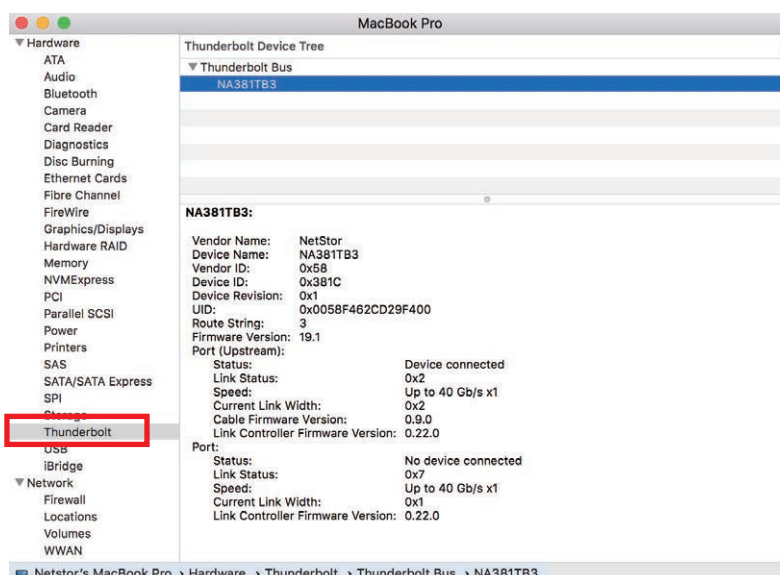 MacBook Pro
Hardware
ATA
Audio
Bluetooth
Camera
Card Reader
Diagnostics
Disc Burning
Ethernet Cards
Fibre Channel
FireWire
Graphics/Displays
Hardware RAID
Memory
NVMExpress
PCI
Parallel SCSI
Power
Printers
SAS
SATA/SATA Express
SPI
Storage
Thunderbolt
USB
iBridge
Network
Firewall
Locations
Volumes
WWAN
Thunderbolt Device Tree
Thunderbolt Bus
NA381TB3
NA381TB3:
Vendor Name: NetStor
Device Name: NA381TB3
Vendor ID: 0x58
Device ID: 0x381C
Device Revision: 0x1
UID: 0x0058F462CD29F400
Route String: 3
Firmware Version: 19.1
Port (Upstream):
Status: Device connected
Link Status: 0x2
Speed: Up to 40 Gb/s x1
Current Link Width: 0x2
Cable Firmware Version: 0.9.0
Link Controller Firmware Version: 0.22.0
Port:
Status: No device connected
Link Status: 0x7
Speed: Up to 40 Gb/s x1
Current Link Width: 0x1
Link Controller Firmware Version: 0.22.0
Netstor's MacBook Pro › Hardware › Thunderbolt › Thunderbolt Bus › NA381TB3